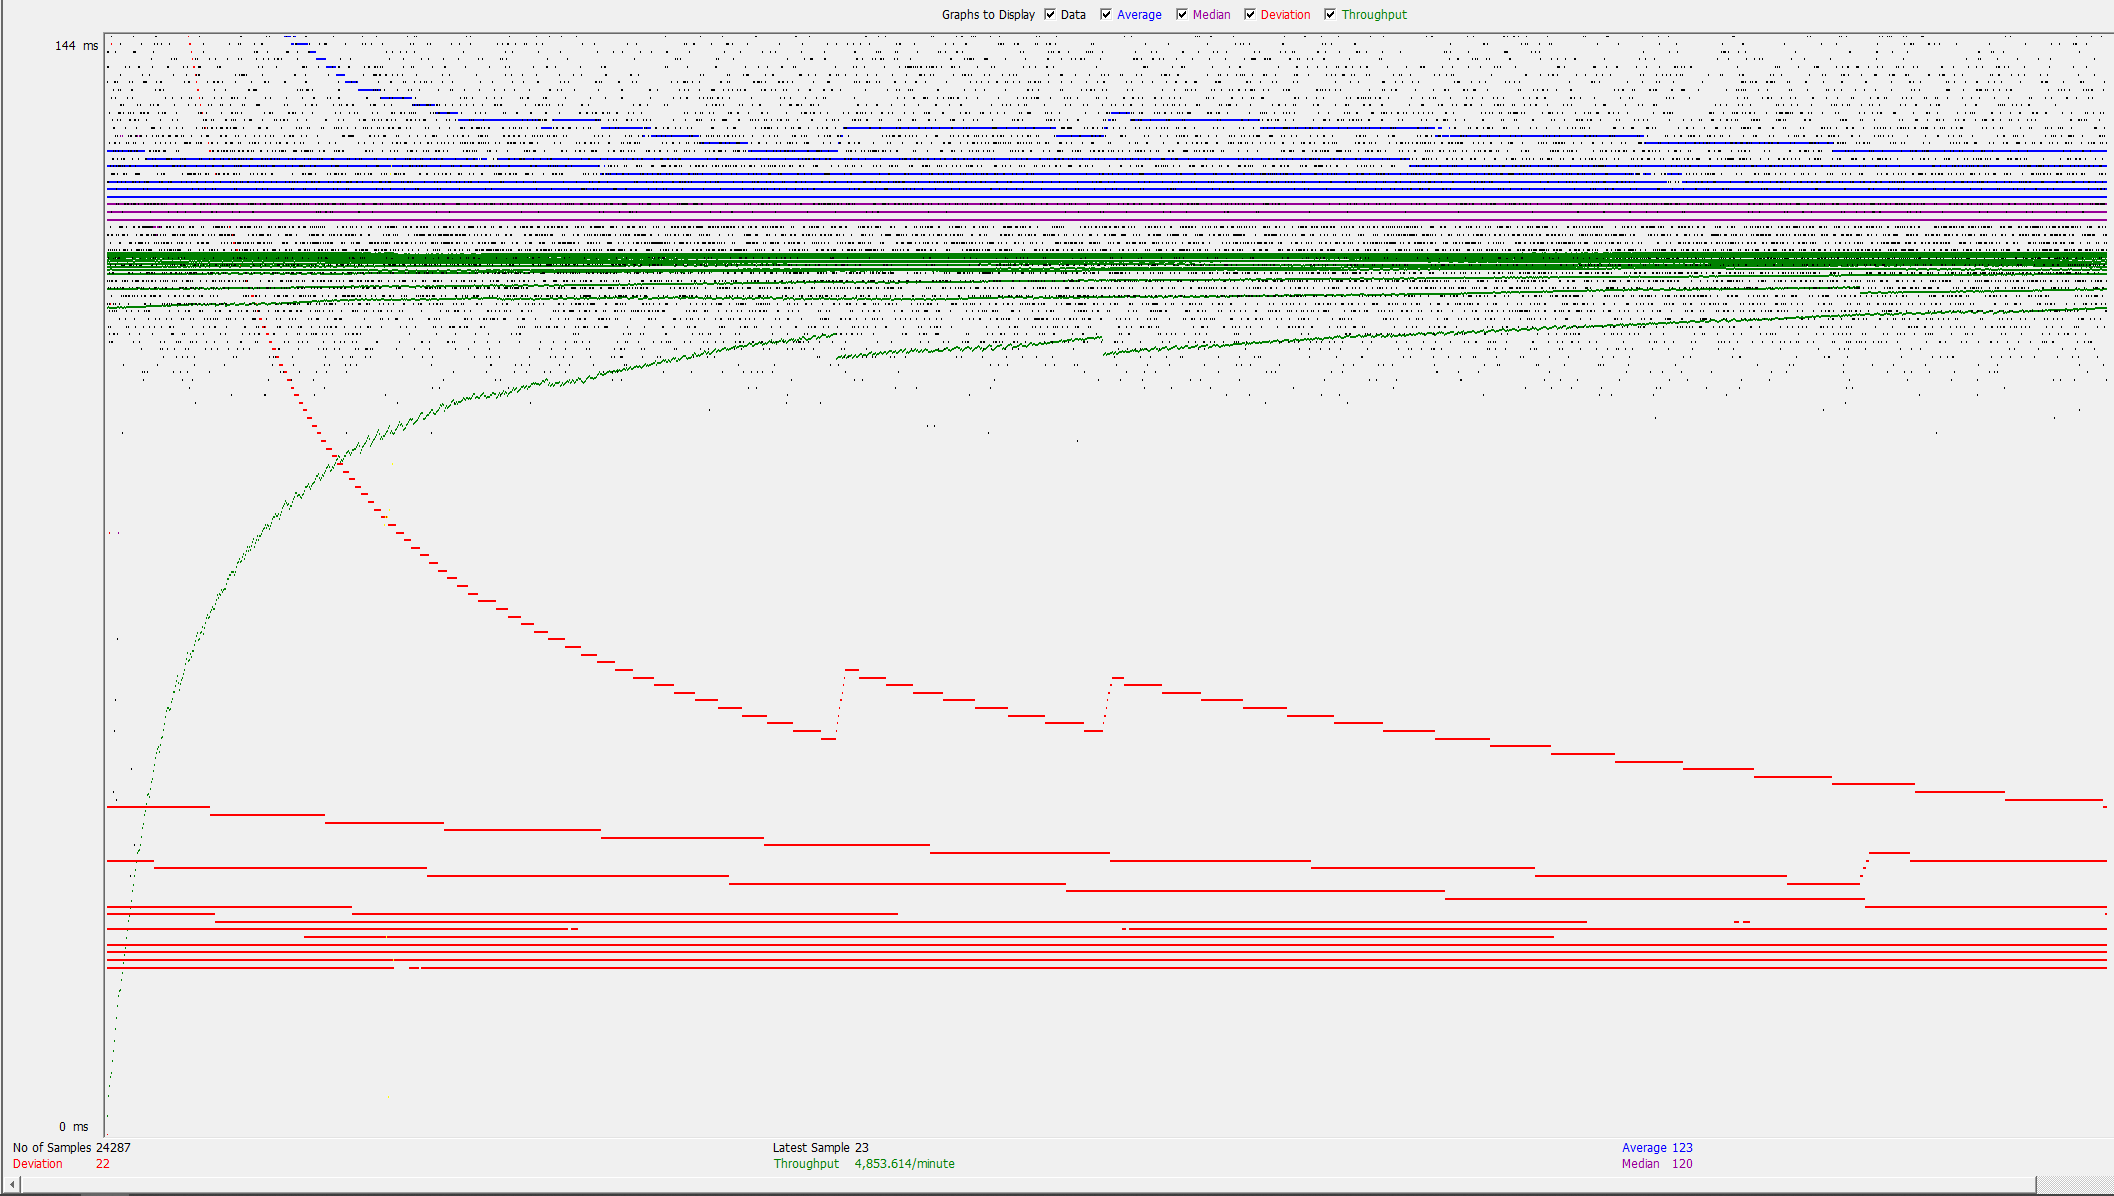 Graphs to Display Data Average Median Deviation Throughput
144 ms
0 ms
No of Samples 24287 Latest Sample 23 Average 123
Deviation 22 Throughput 4,853.614/minute Median 120